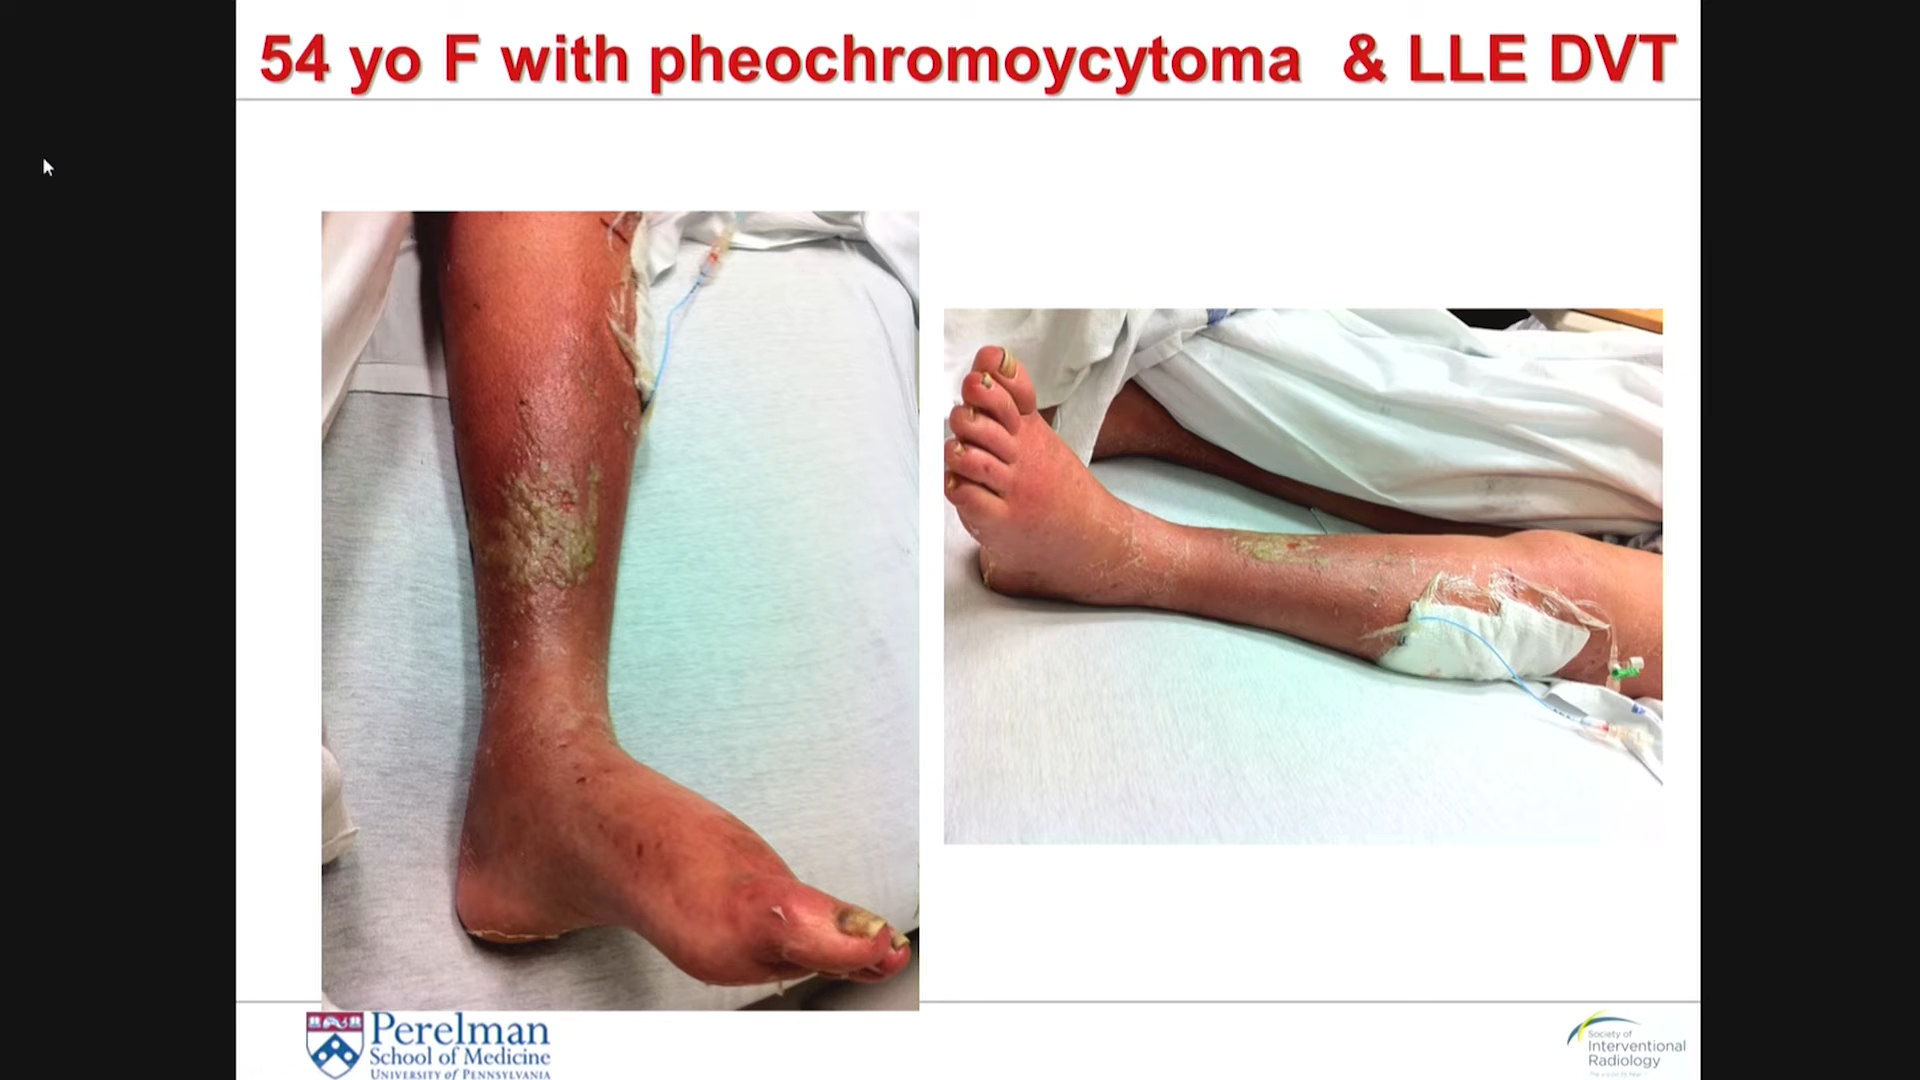 54 yo F with pheochromoycytoma & LLE DVT
Perelman
School of Medicine
UNIVERSITY of PENNSYLVANIA
Society of
Interventional
Radiology